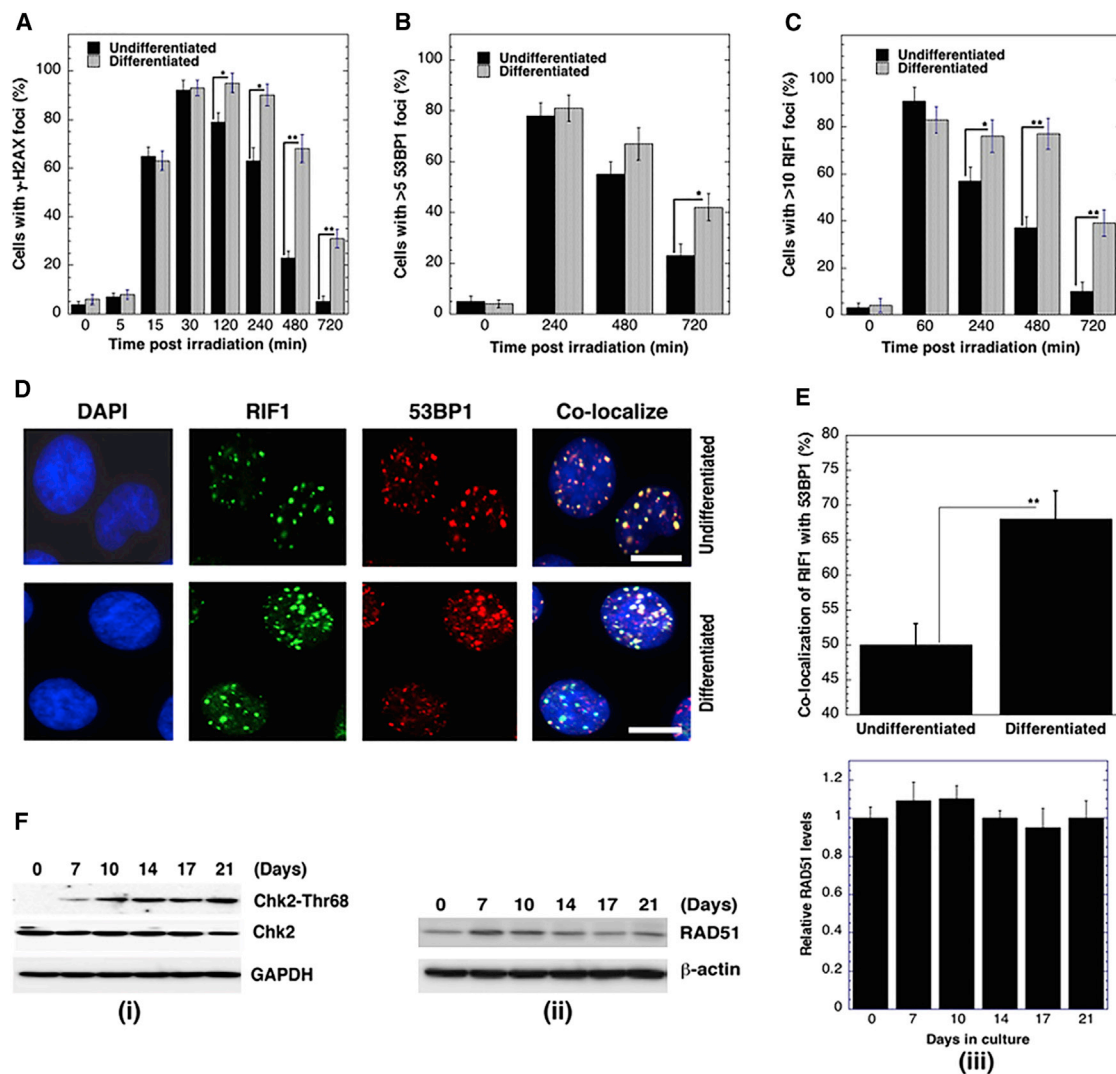 A
Cells with γ-H2AX foci (%)
Undifferentiated
Differentiated
100
80
60
40
20
0
* * ** **
0 5 15 30 120 240 480 720
Time post irradiation (min)
B
Cells with >5 53BP1 foci (%)
Undifferentiated
Differentiated
100
80
60
40
20
0
*
0 240 480 720
Time post irradiation (min)
C
Cells with >10 RIF1 foci (%)
Undifferentiated
Differentiated
100
80
60
40
20
0
* ** **
0 60 240 480 720
Time post irradiation (min)
D
DAPI RIF1 53BP1 Co-localize
Undifferentiated
Differentiated
E
Co-localization of RIF1 with 53BP1 (%)
80
75
70
65
60
55
50
45
40
**
Undifferentiated Differentiated
F
0 7 10 14 17 21 (Days)
Chk2-Thr68
Chk2
GAPDH
(i)
0 7 10 14 17 21 (Days)
RAD51
β-actin
(ii)
Relative RAD51 levels
1.2
1
0.8
0.6
0.4
0.2
0
0 7 10 14 17 21
Days in culture
(iii)